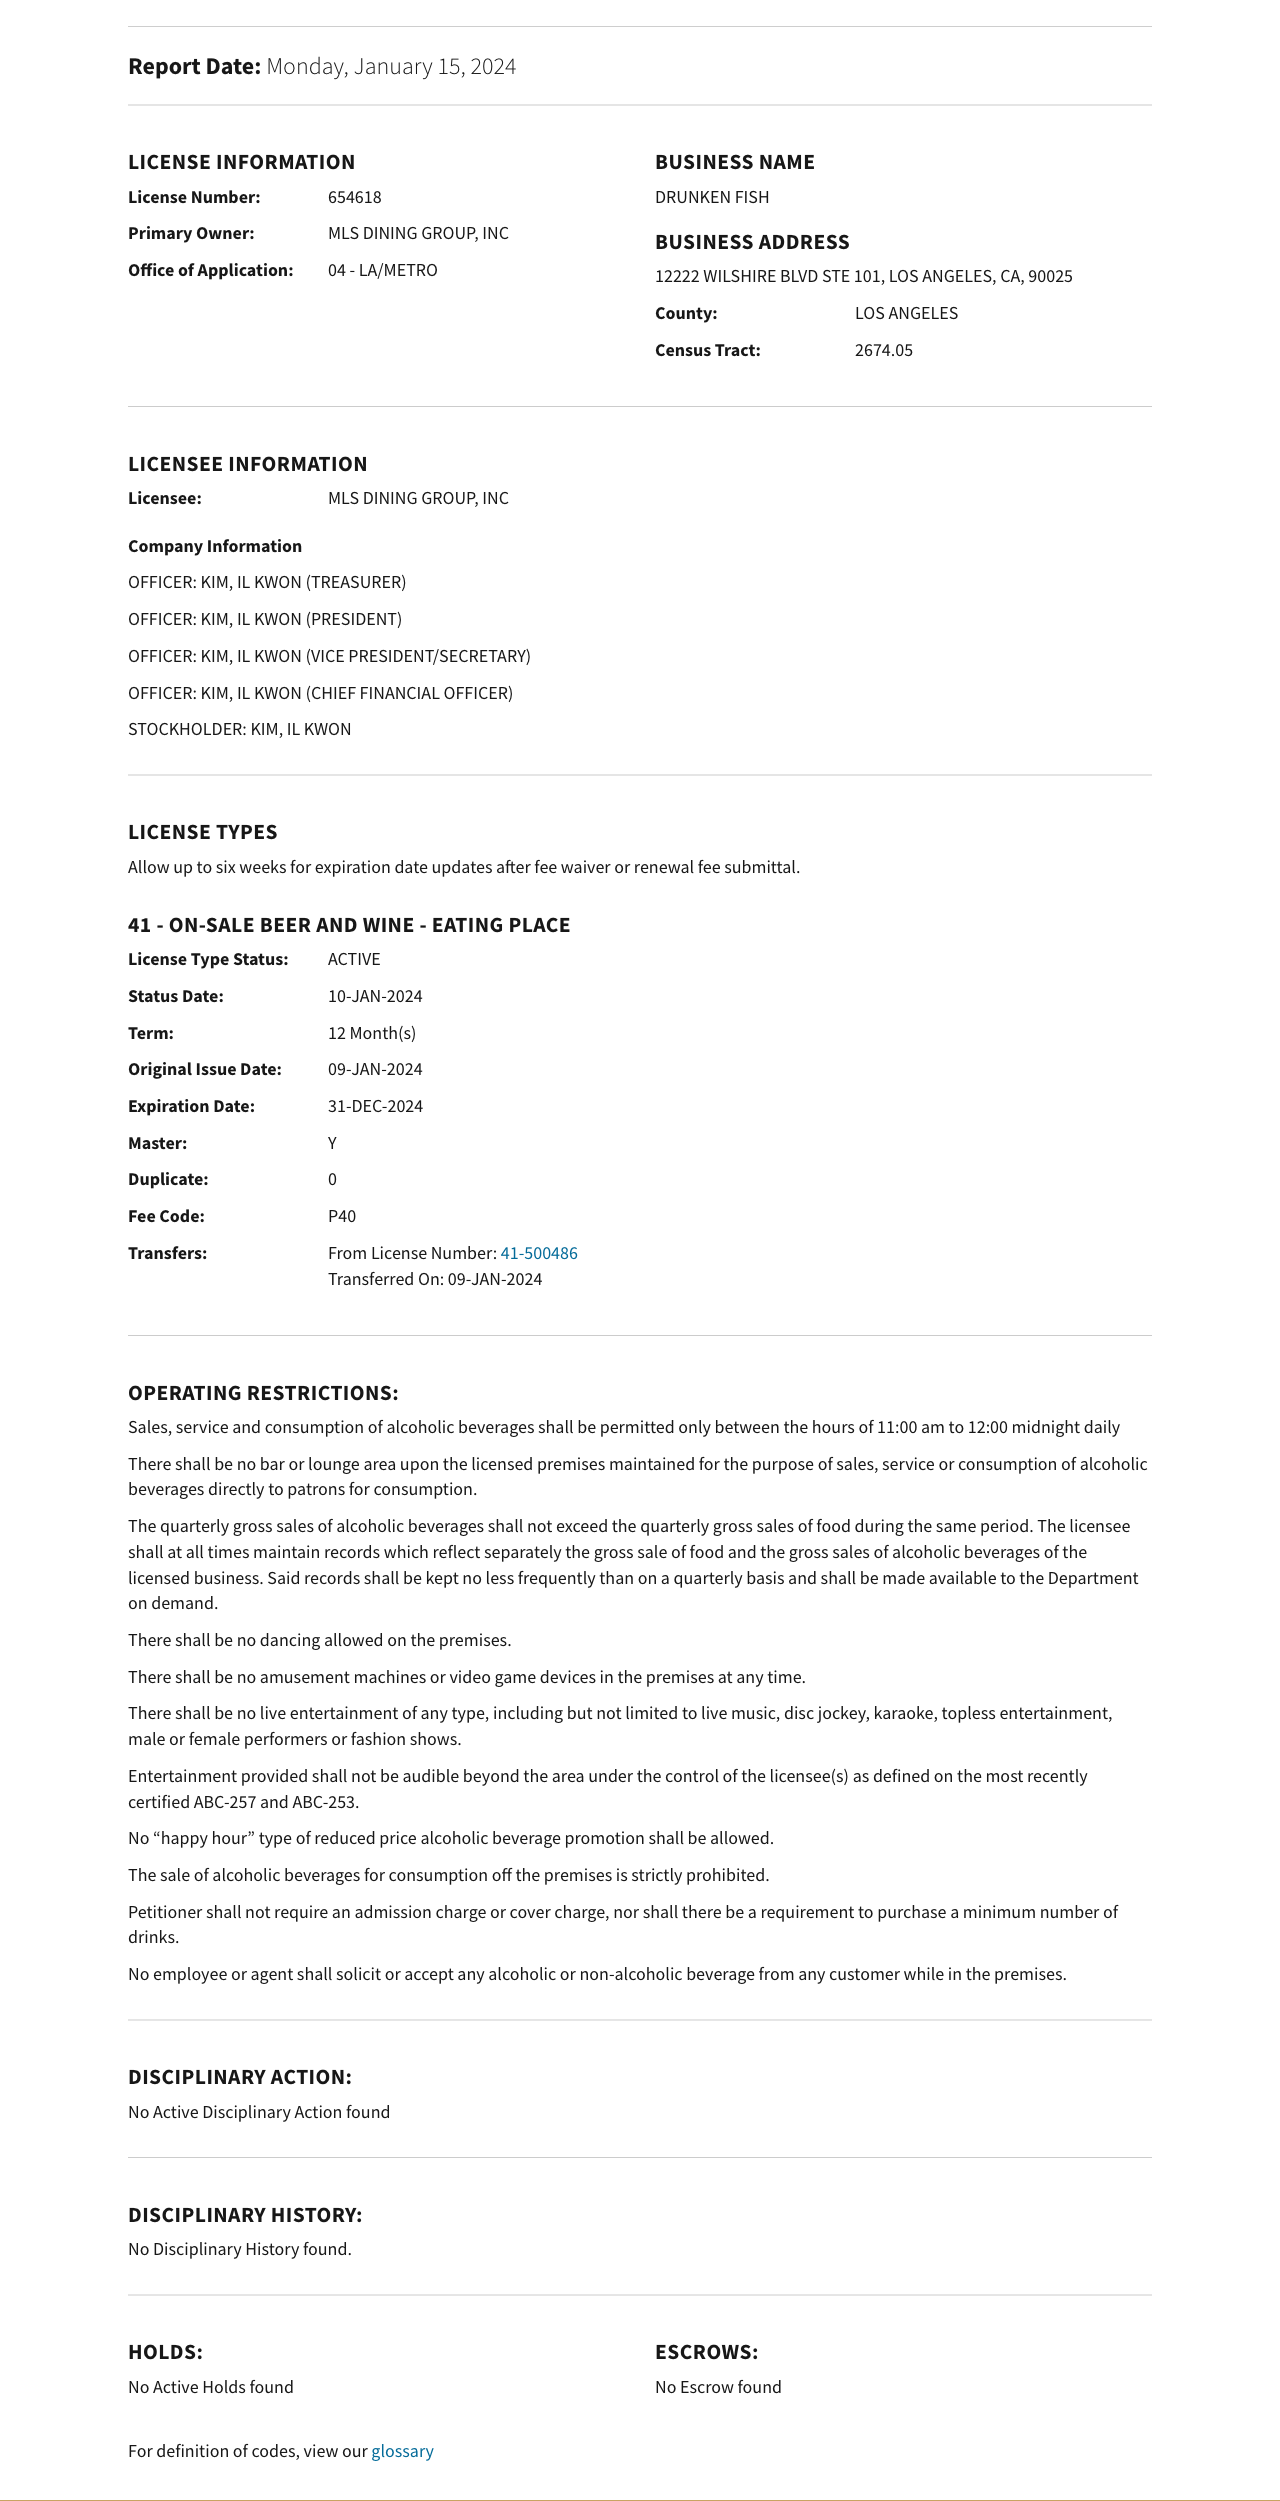 Report Date: Monday, January 15, 2024
LICENSE INFORMATION
License Number: 654618
Primary Owner: MLS DINING GROUP, INC
Office of Application: 04 - LA/METRO
BUSINESS NAME
DRUNKEN FISH
BUSINESS ADDRESS
12222 WILSHIRE BLVD STE 101, LOS ANGELES, CA, 90025
County: LOS ANGELES
Census Tract: 2674.05
LICENSEE INFORMATION
Licensee: MLS DINING GROUP, INC
Company Information
OFFICER: KIM, IL KWON (TREASURER)
OFFICER: KIM, IL KWON (PRESIDENT)
OFFICER: KIM, IL KWON (VICE PRESIDENT/SECRETARY)
OFFICER: KIM, IL KWON (CHIEF FINANCIAL OFFICER)
STOCKHOLDER: KIM, IL KWON
LICENSE TYPES
Allow up to six weeks for expiration date updates after fee waiver or renewal fee submittal.
41 - ON-SALE BEER AND WINE - EATING PLACE
License Type Status: ACTIVE
Status Date: 10-JAN-2024
Term: 12 Month(s)
Original Issue Date: 09-JAN-2024
Expiration Date: 31-DEC-2024
Master: Y
Duplicate: 0
Fee Code: P40
Transfers: From License Number: 41-500486
Transferred On: 09-JAN-2024
OPERATING RESTRICTIONS:
Sales, service and consumption of alcoholic beverages shall be permitted only between the hours of 11:00 am to 12:00 midnight daily
There shall be no bar or lounge area upon the licensed premises maintained for the purpose of sales, service or consumption of alcoholic
beverages directly to patrons for consumption.
The quarterly gross sales of alcoholic beverages shall not exceed the quarterly gross sales of food during the same period. The licensee
shall at all times maintain records which reflect separately the gross sale of food and the gross sales of alcoholic beverages of the
licensed business. Said records shall be kept no less frequently than on a quarterly basis and shall be made available to the Department
on demand.
There shall be no dancing allowed on the premises.
There shall be no amusement machines or video game devices in the premises at any time.
There shall be no live entertainment of any type, including but not limited to live music, disc jockey, karaoke, topless entertainment,
male or female performers or fashion shows.
Entertainment provided shall not be audible beyond the area under the control of the licensee(s) as defined on the most recently
certified ABC-257 and ABC-253.
No “happy hour” type of reduced price alcoholic beverage promotion shall be allowed.
The sale of alcoholic beverages for consumption off the premises is strictly prohibited.
Petitioner shall not require an admission charge or cover charge, nor shall there be a requirement to purchase a minimum number of
drinks.
No employee or agent shall solicit or accept any alcoholic or non-alcoholic beverage from any customer while in the premises.
DISCIPLINARY ACTION:
No Active Disciplinary Action found
DISCIPLINARY HISTORY:
No Disciplinary History found.
HOLDS:
No Active Holds found
ESCROWS:
No Escrow found
For definition of codes, view our glossary